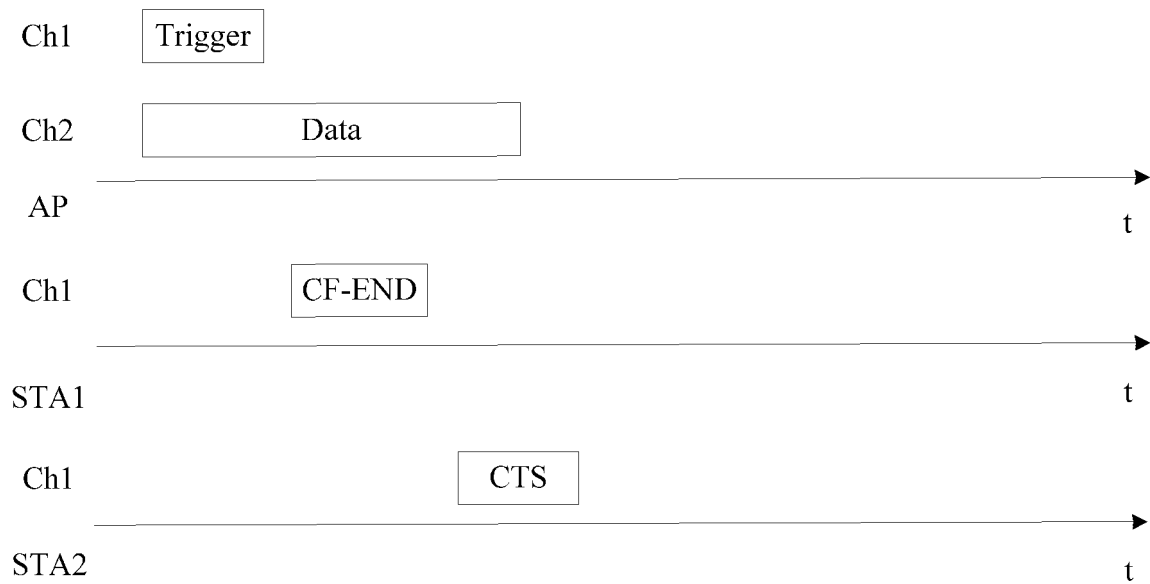 Ch1 Trigger
Ch2 Data
AP t
Ch1 CF-END
STA1 t
Ch1 CTS
STA2 t